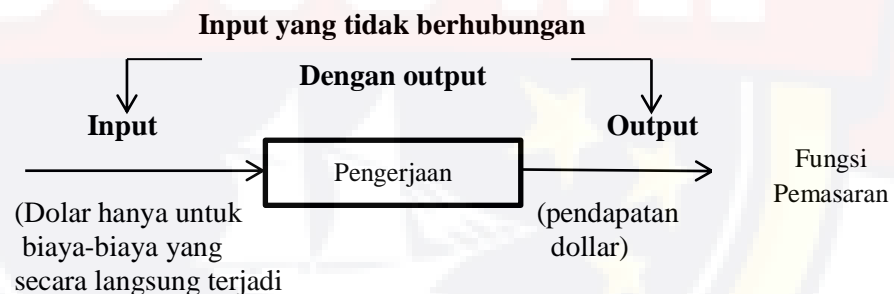 Input yang tidak berhubungan
Dengan output
Input
Output
Pengerjaan
Fungsi
Pemasaran
(Dolar hanya untuk
biaya-biaya yang
secara langsung terjadi
(pendapatan
dollar)